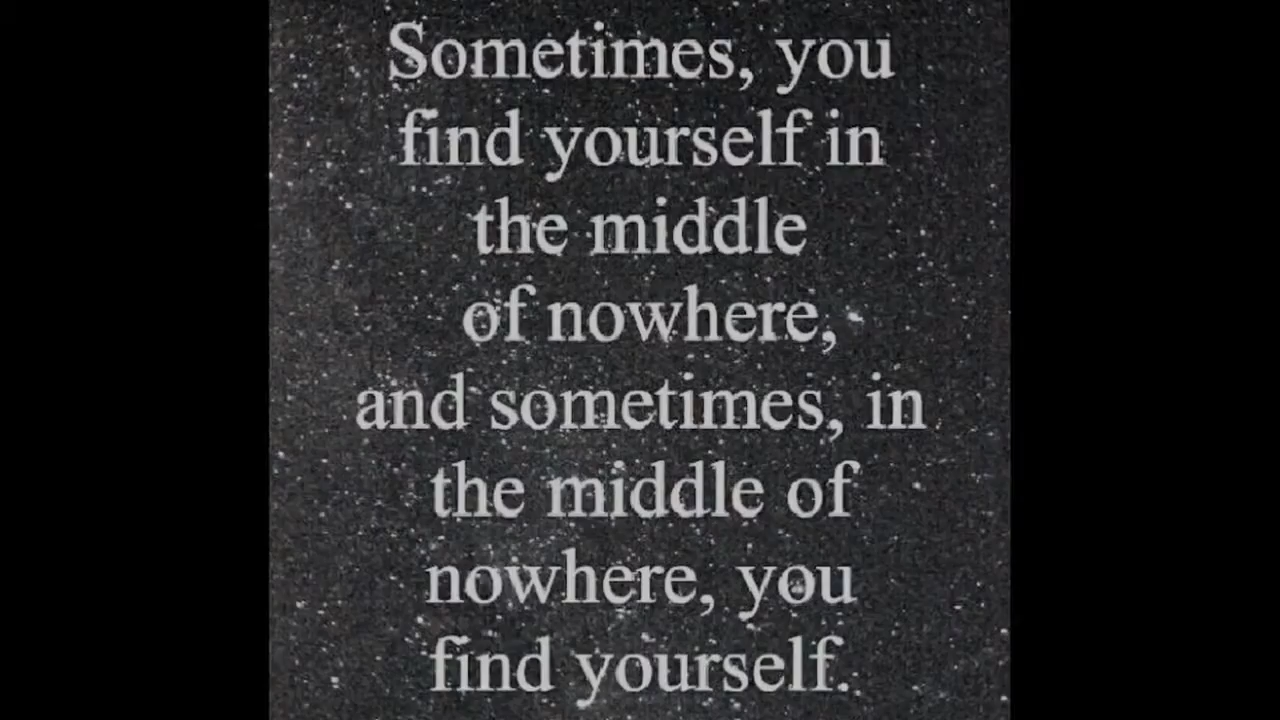 Sometimes, you
find yourself in
the middle
of nowhere,
and sometimes, in
the middle of
nowhere, you
find yourself.